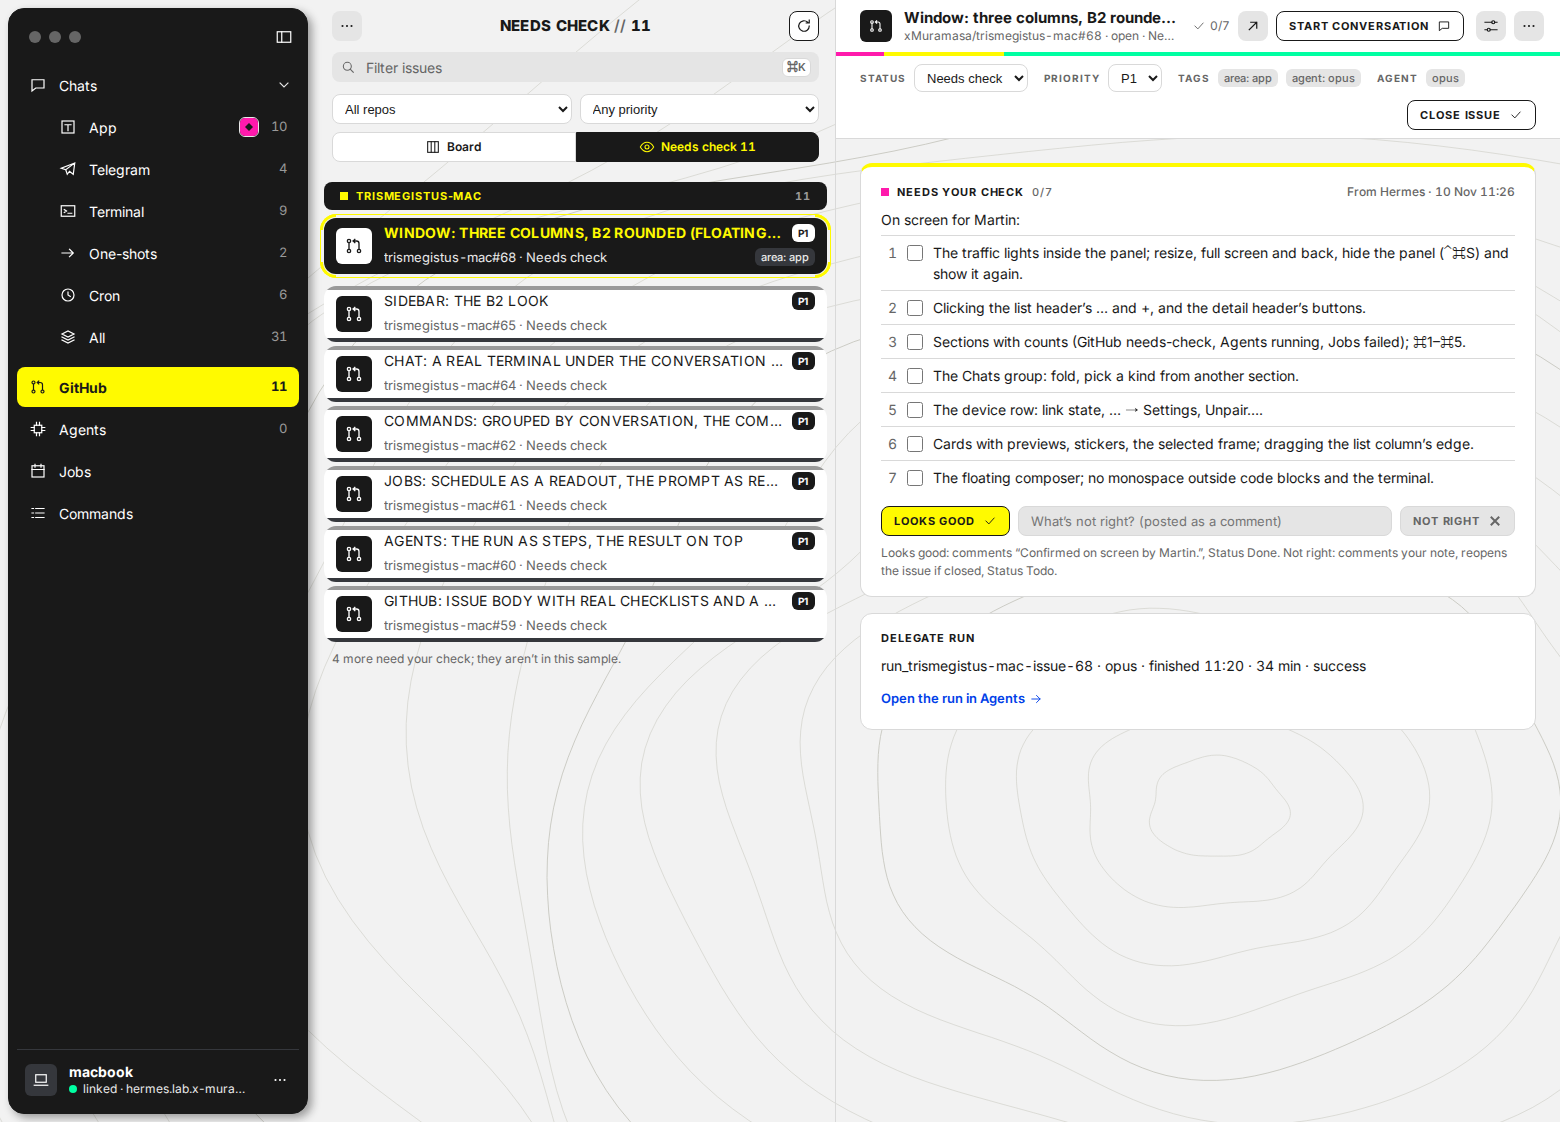 Chats
App 10
Telegram 4
Terminal 9
One-shots 2
Cron 6
All 31
GitHub 11
Agents 0
Jobs
Commands
macbook
linked · hermes.lab.x-mura...
NEEDS CHECK // 11
Filter issues ⌘K
All repos
Any priority
Board
Needs check 11
TRISMEGISTUS-MAC 11
WINDOW: THREE COLUMNS, B2 ROUNDED (FLOATING... P1
trismegistus-mac#68 · Needs check area: app
SIDEBAR: THE B2 LOOK P1
trismegistus-mac#65 · Needs check
CHAT: A REAL TERMINAL UNDER THE CONVERSATION ... P1
trismegistus-mac#64 · Needs check
COMMANDS: GROUPED BY CONVERSATION, THE COM... P1
trismegistus-mac#62 · Needs check
JOBS: SCHEDULE AS A READOUT, THE PROMPT AS RE... P1
trismegistus-mac#61 · Needs check
AGENTS: THE RUN AS STEPS, THE RESULT ON TOP P1
trismegistus-mac#60 · Needs check
GITHUB: ISSUE BODY WITH REAL CHECKLISTS AND A ... P1
trismegistus-mac#59 · Needs check
4 more need your check; they aren’t in this sample.
Window: three columns, B2 rounde...
xMuramasa/trismegistus-mac#68 · open · Ne...
0/7
START CONVERSATION
STATUS Needs check PRIORITY P1 TAGS area: app agent: opus AGENT opus
CLOSE ISSUE
NEEDS YOUR CHECK 0/7 From Hermes · 10 Nov 11:26
On screen for Martin:
1 The traffic lights inside the panel; resize, full screen and back, hide the panel (⌃⌘S) and
show it again.
2 Clicking the list header’s … and +, and the detail header’s buttons.
3 Sections with counts (GitHub needs-check, Agents running, Jobs failed); ⌘1–⌘5.
4 The Chats group: fold, pick a kind from another section.
5 The device row: link state, … → Settings, Unpair….
6 Cards with previews, stickers, the selected frame; dragging the list column’s edge.
7 The floating composer; no monospace outside code blocks and the terminal.
LOOKS GOOD
What’s not right? (posted as a comment)
NOT RIGHT
Looks good: comments “Confirmed on screen by Martin.”, Status Done. Not right: comments your note, reopens
the issue if closed, Status Todo.
DELEGATE RUN
run_trismegistus-mac-issue-68 · opus · finished 11:20 · 34 min · success
Open the run in Agents →